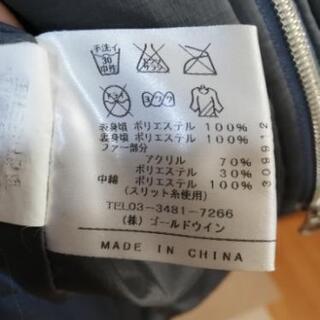 手洗イ
30
中性
表身頃 ポリエステル 100%
裏身頃 ポリエステル 100%
ファー部分
アクリル 70%
ポリエステル 30%
中綿 ポリエステル 100%
(スリット糸使用)
TEL03-3481-7266
(株) ゴールドウイン
MADE IN CHINA